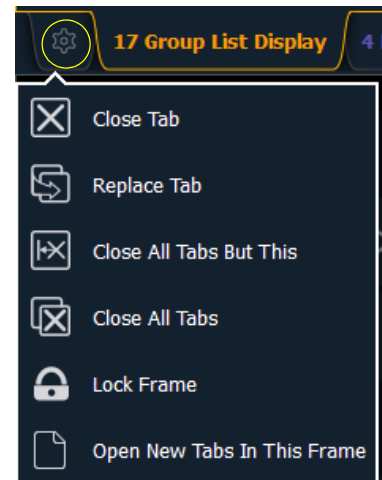 17 Group List Display
4
Close Tab
Replace Tab
Close All Tabs But This
Close All Tabs
Lock Frame
Open New Tabs In This Frame